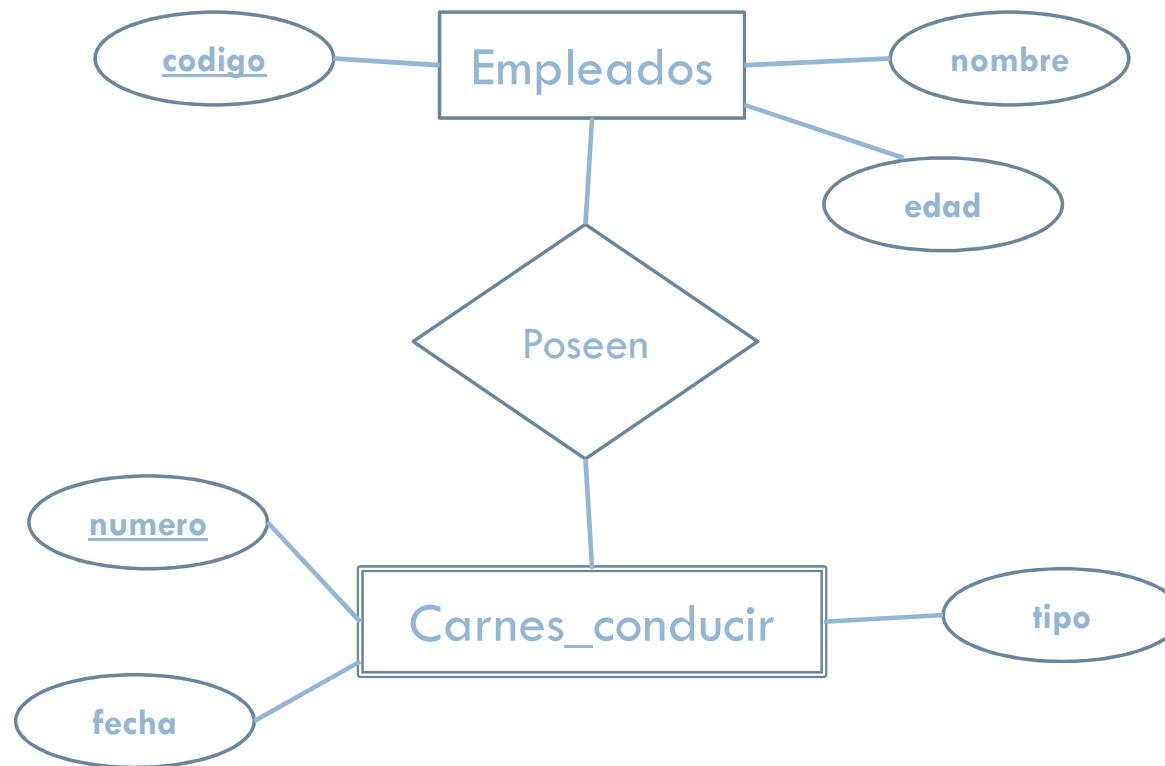 codigo
Empleados
nombre
edad
Poseen
numero
Carnes_conducir
tipo
fecha